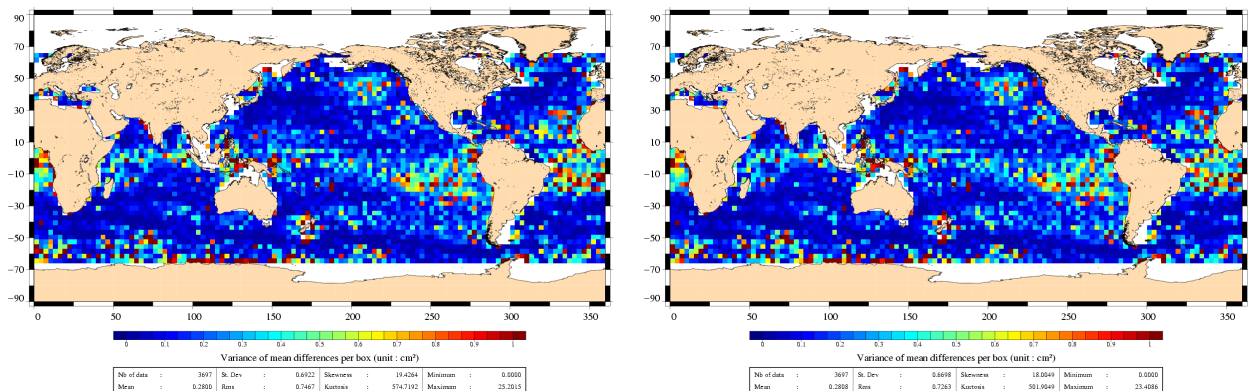 90
70
50
30
10
−10
−30
−50
−70
−90
0 50 100 150 200 250 300 350
0 0.1 0.2 0.3 0.4 0.5 0.6 0.7 0.8 0.9 1
Variance of mean differences per box (unit : cm²)
Nb of data : 3697 St. Dev : 0.6922 Skewness : 19.4264 Minimum : 0.0000
Mean : 0.2800 Rms : 0.7467 Kurtosis : 574.7192 Maximum : 25.2015
90
70
50
30
10
−10
−30
−50
−70
−90
0 50 100 150 200 250 300 350
0 0.1 0.2 0.3 0.4 0.5 0.6 0.7 0.8 0.9 1
Variance of mean differences per box (unit : cm²)
Nb of data : 3697 St. Dev : 0.6698 Skewness : 18.0049 Minimum : 0.0000
Mean : 0.2808 Rms : 0.7263 Kurtosis : 501.9049 Maximum : 23.4086